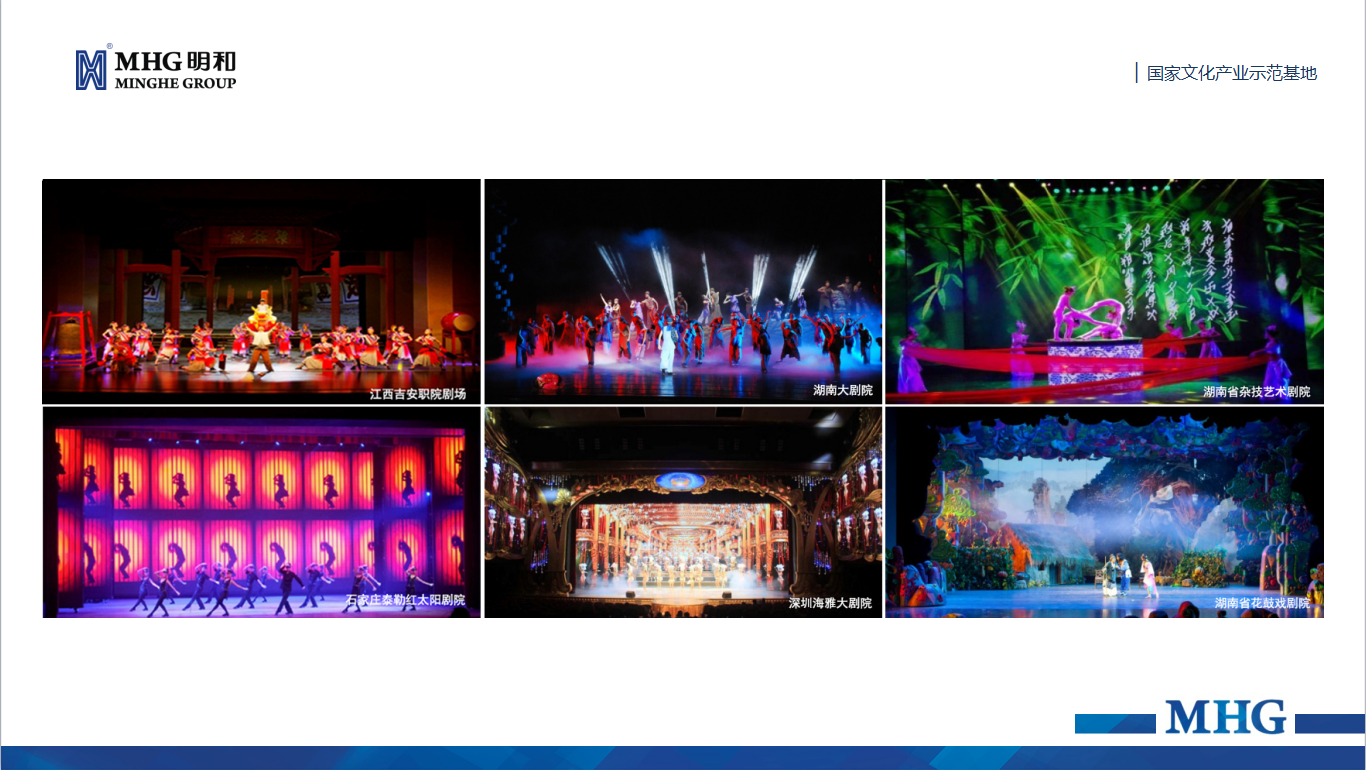 MHG 明和
MINGHE GROUP
国家文化产业示范基地
江西吉安职院剧场
湖南大剧院
湖南省杂技艺术剧院
石家庄泰勒红太阳剧院
深圳海雅大剧院
湖南省花鼓戏剧院
MHG